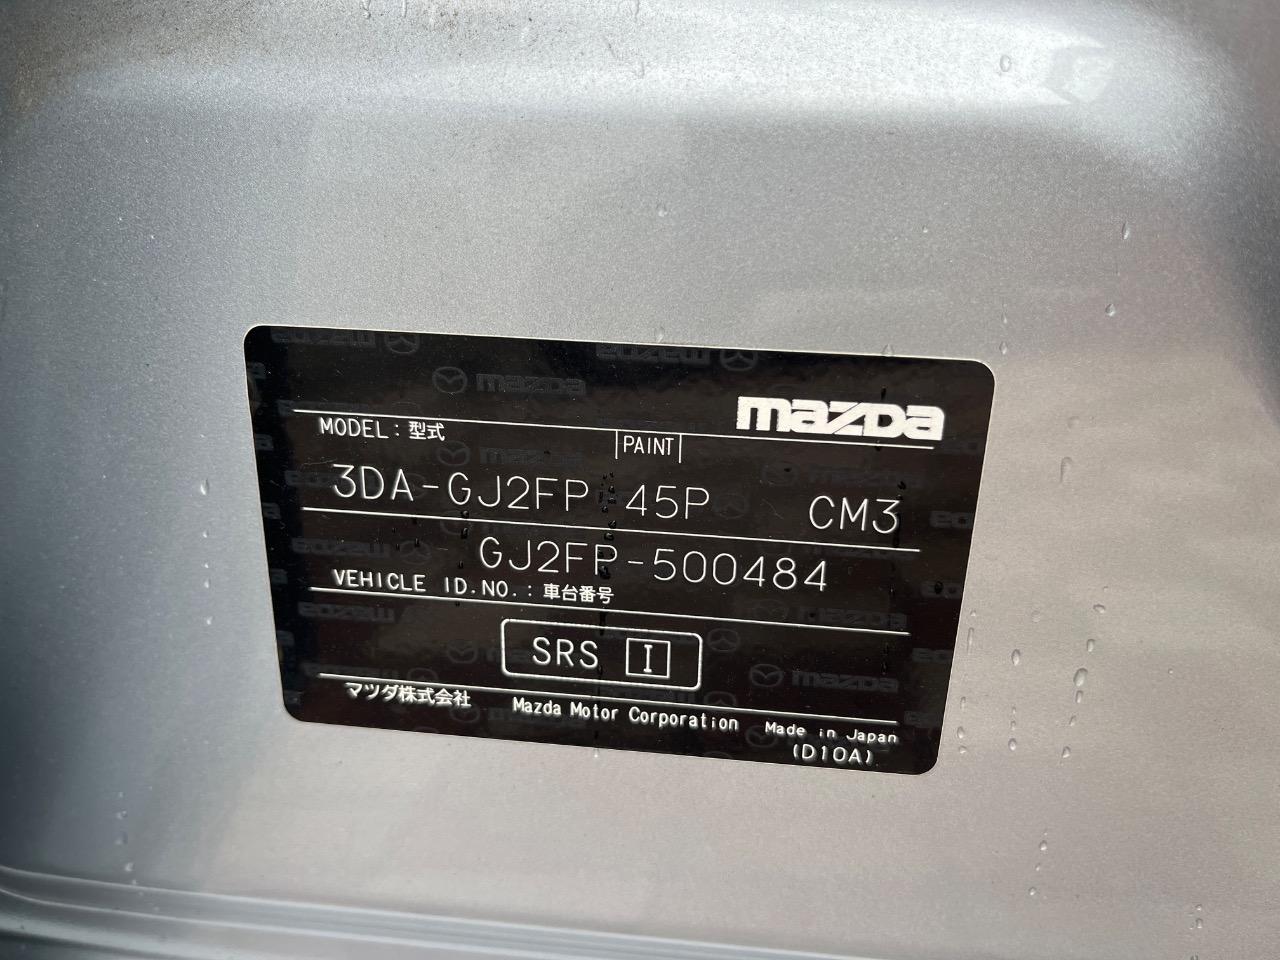 mazda
MODEL：型式
PAINT
3DA-GJ2FP 45P CM3
GJ2FP-500484
VEHICLE ID.NO.：車台番号
SRS I
マツダ株式会社 Mazda Motor Corporation Made in Japan
(D10A)